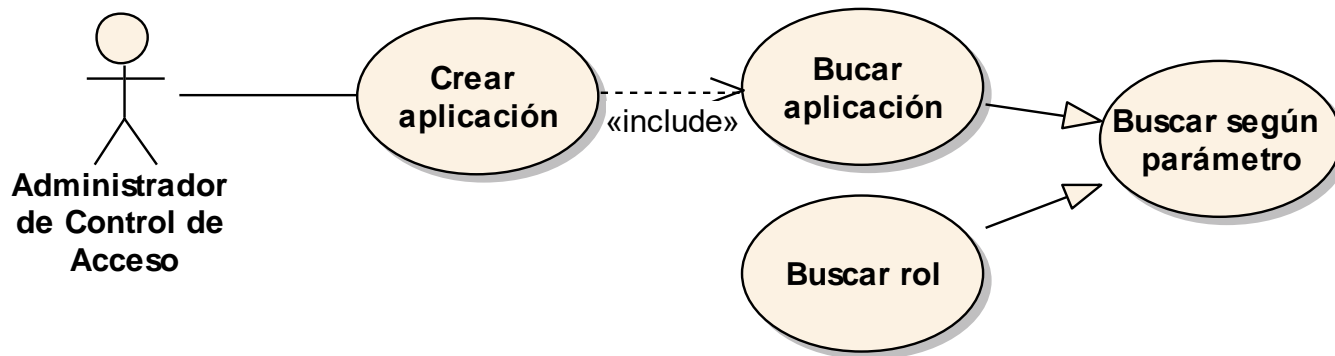 Administrador
de Control de
Acceso
Crear
aplicación
«include»
Bucar
aplicación
Buscar rol
Buscar según
parámetro